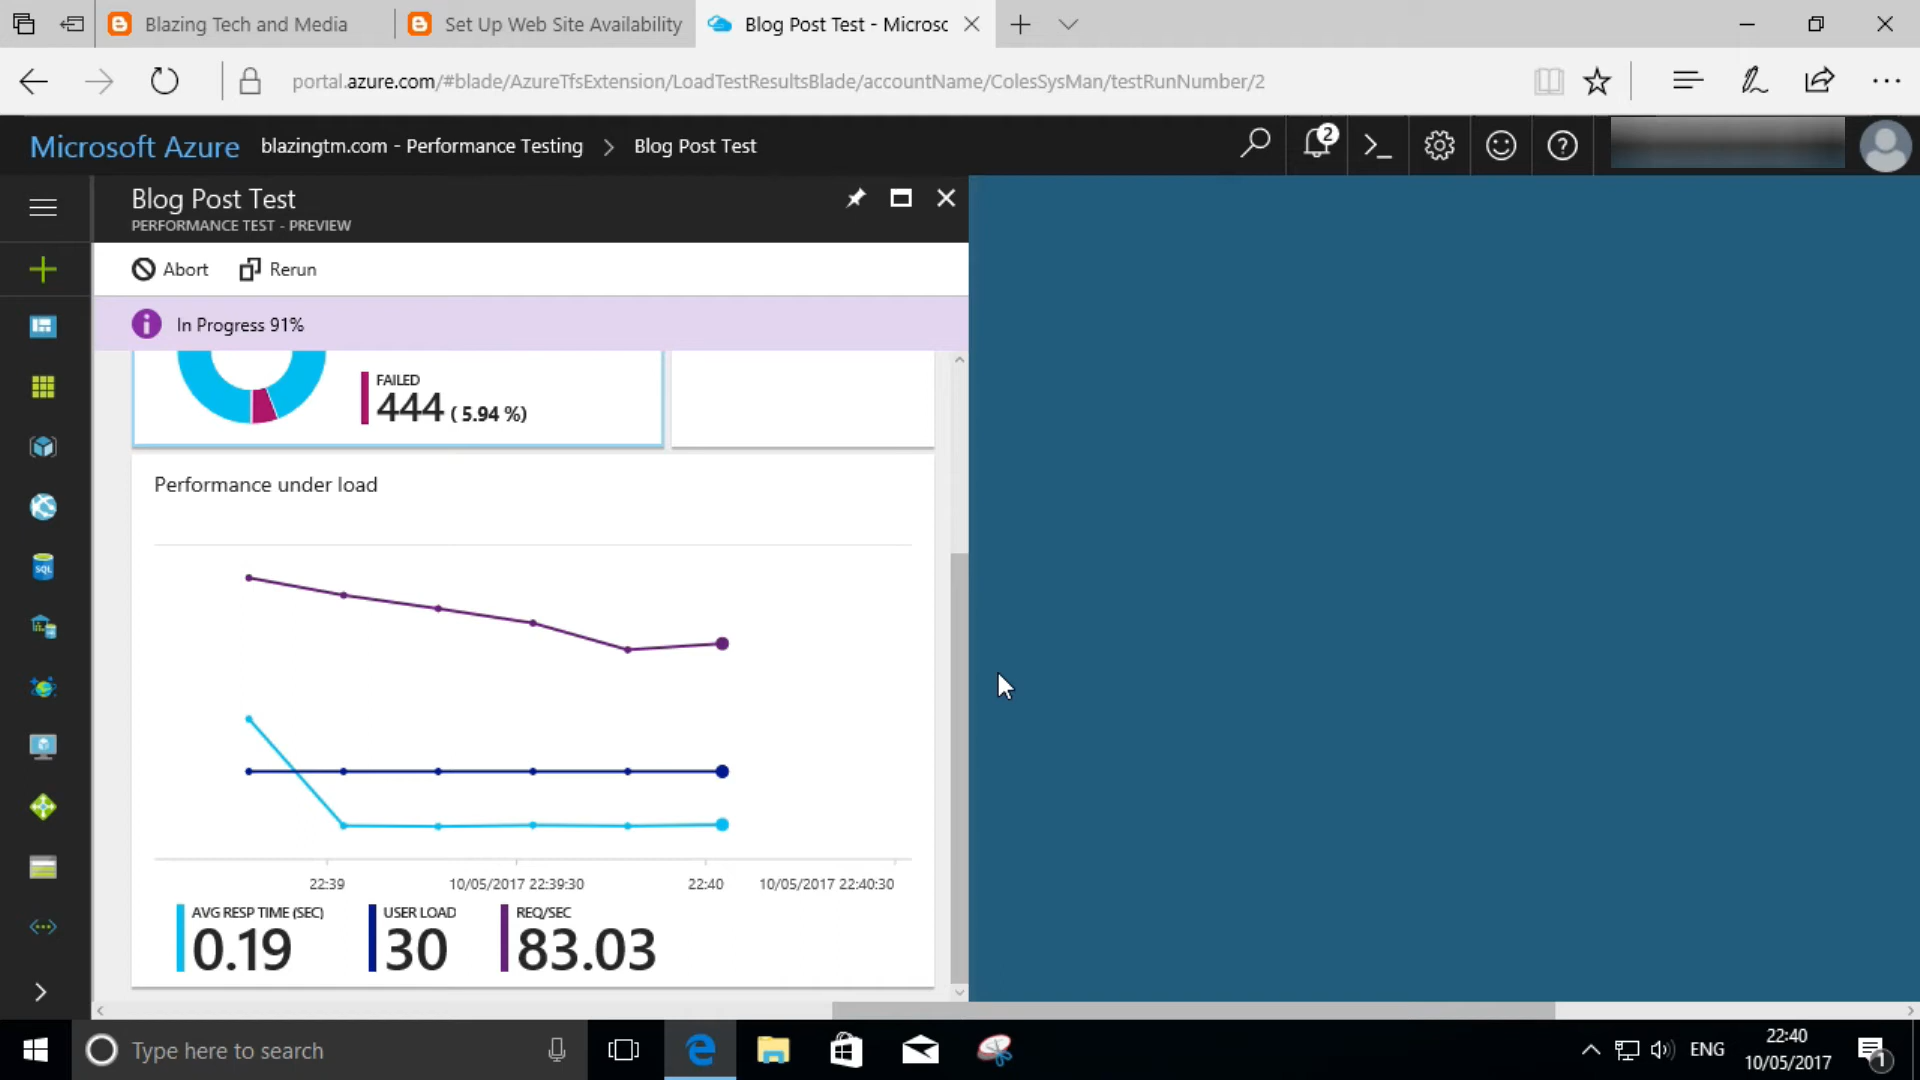 Blazing Tech and Media
Set Up Web Site Availability
Blog Post Test - Microsc
portal.azure.com/#blade/AzureTfsExtension/LoadTestResultsBlade/accountName/ColesSysMan/testRunNumber/2
Microsoft Azure
blazingtm.com - Performance Testing > Blog Post Test
2
Blog Post Test
PERFORMANCE TEST - PREVIEW
Abort
Rerun
In Progress 91%
FAILED
444 ( 5.94 %)
SQL
Performance under load
22:39
10/05/2017 22:39:30
22:40
10/05/2017 22:40:30
AVG RESP TIME (SEC)
0.19
USER LOAD
30
REQ/SEC
83.03
Type here to search
ENG
22:40
10/05/2017
1